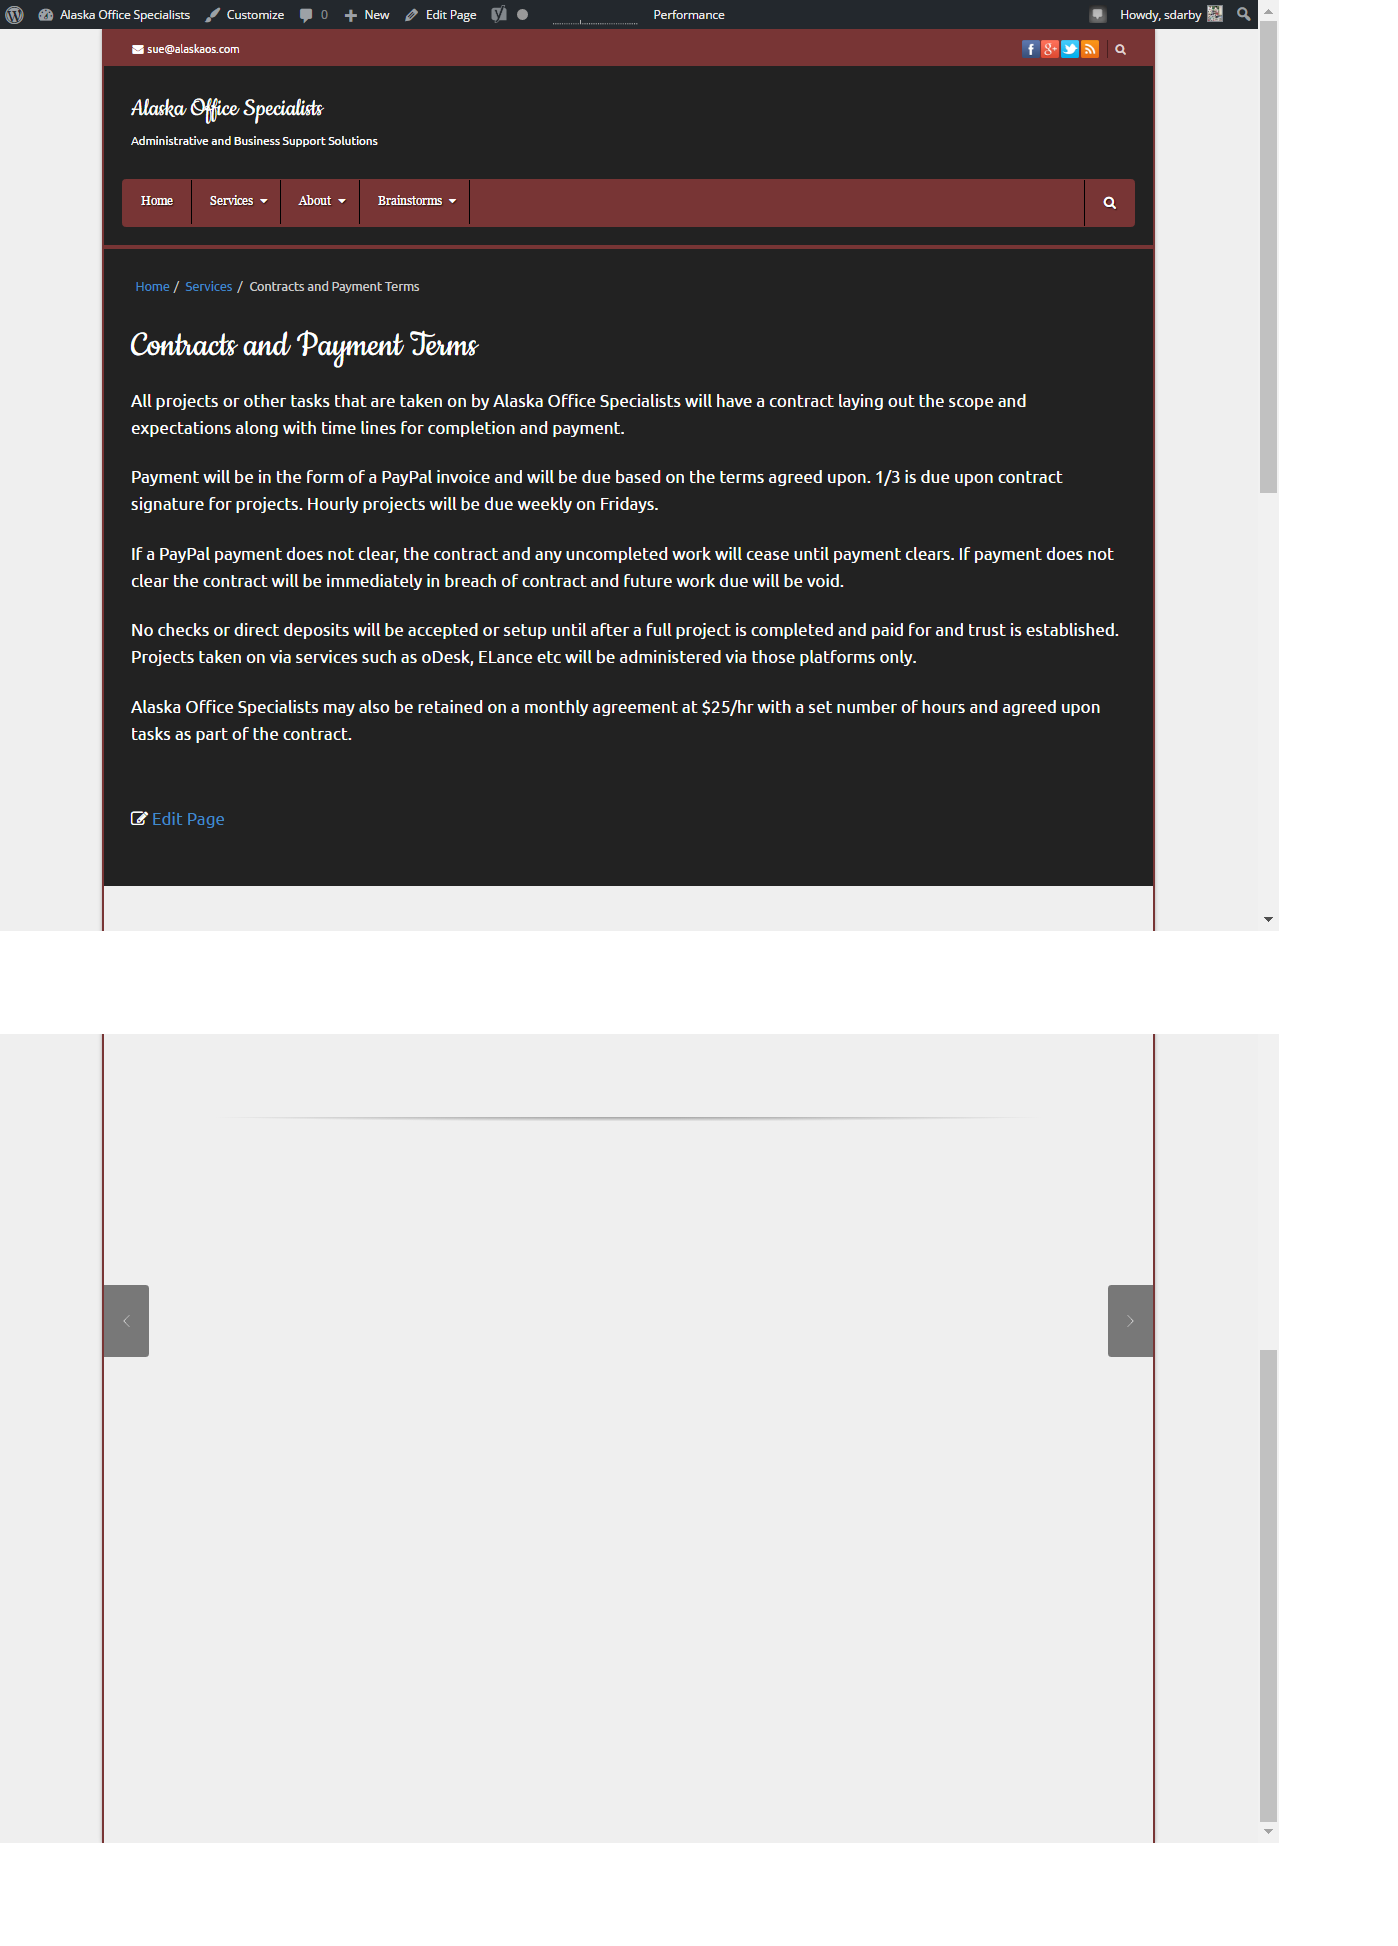 Alaska Office Specialists Customize 0 New Edit Page Performance Howdy, sdarby
sue@alaskaos.com
Alaska Office Specialists
Administrative and Business Support Solutions
Home Services About Brainstorms
Home / Services / Contracts and Payment Terms
Contracts and Payment Terms
All projects or other tasks that are taken on by Alaska Office Specialists will have a contract laying out the scope and
expectations along with time lines for completion and payment.
Payment will be in the form of a PayPal invoice and will be due based on the terms agreed upon. 1/3 is due upon contract
signature for projects. Hourly projects will be due weekly on Fridays.
If a PayPal payment does not clear, the contract and any uncompleted work will cease until payment clears. If payment does not
clear the contract will be immediately in breach of contract and future work due will be void.
No checks or direct deposits will be accepted or setup until after a full project is completed and paid for and trust is established.
Projects taken on via services such as oDesk, ELance etc will be administered via those platforms only.
Alaska Office Specialists may also be retained on a monthly agreement at $25/hr with a set number of hours and agreed upon
tasks as part of the contract.
Edit Page